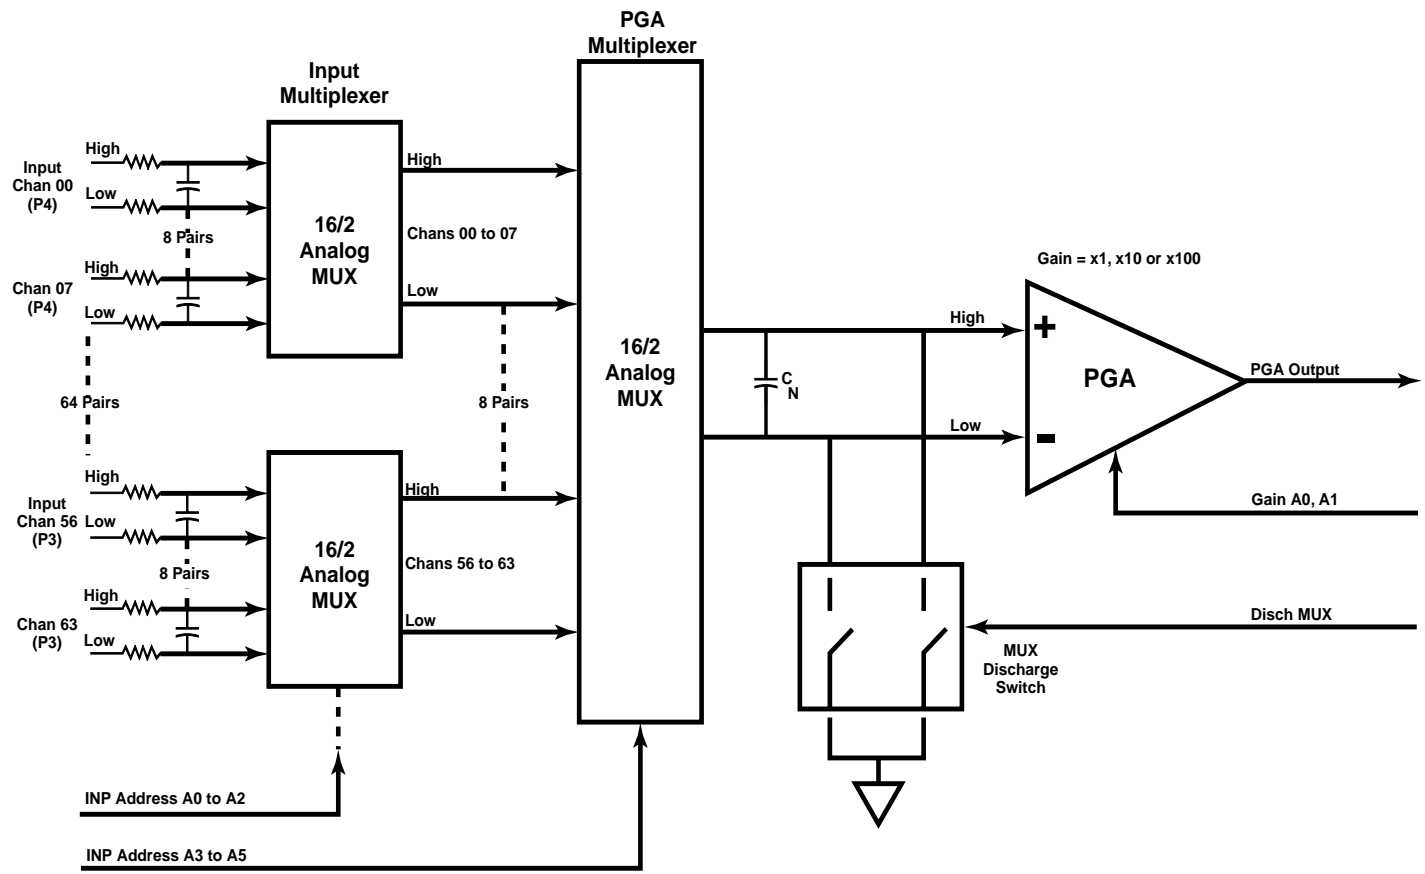 PGA
Multiplexer
Input
Multiplexer
High
Input
Chan 00
(P4)
Low
8 Pairs
High
Chan 07
(P4)
Low
16/2
Analog
MUX
High
Chans 00 to 07
Low
64 Pairs
8 Pairs
High
Input
Chan 56
(P3)
Low
8 Pairs
High
Chan 63
(P3)
Low
16/2
Analog
MUX
High
Chans 56 to 63
Low
16/2
Analog
MUX
High
C
N
Low
Gain = x1, x10 or x100
+
PGA
-
PGA Output
Gain A0, A1
Disch MUX
MUX
Discharge
Switch
INP Address A0 to A2
INP Address A3 to A5